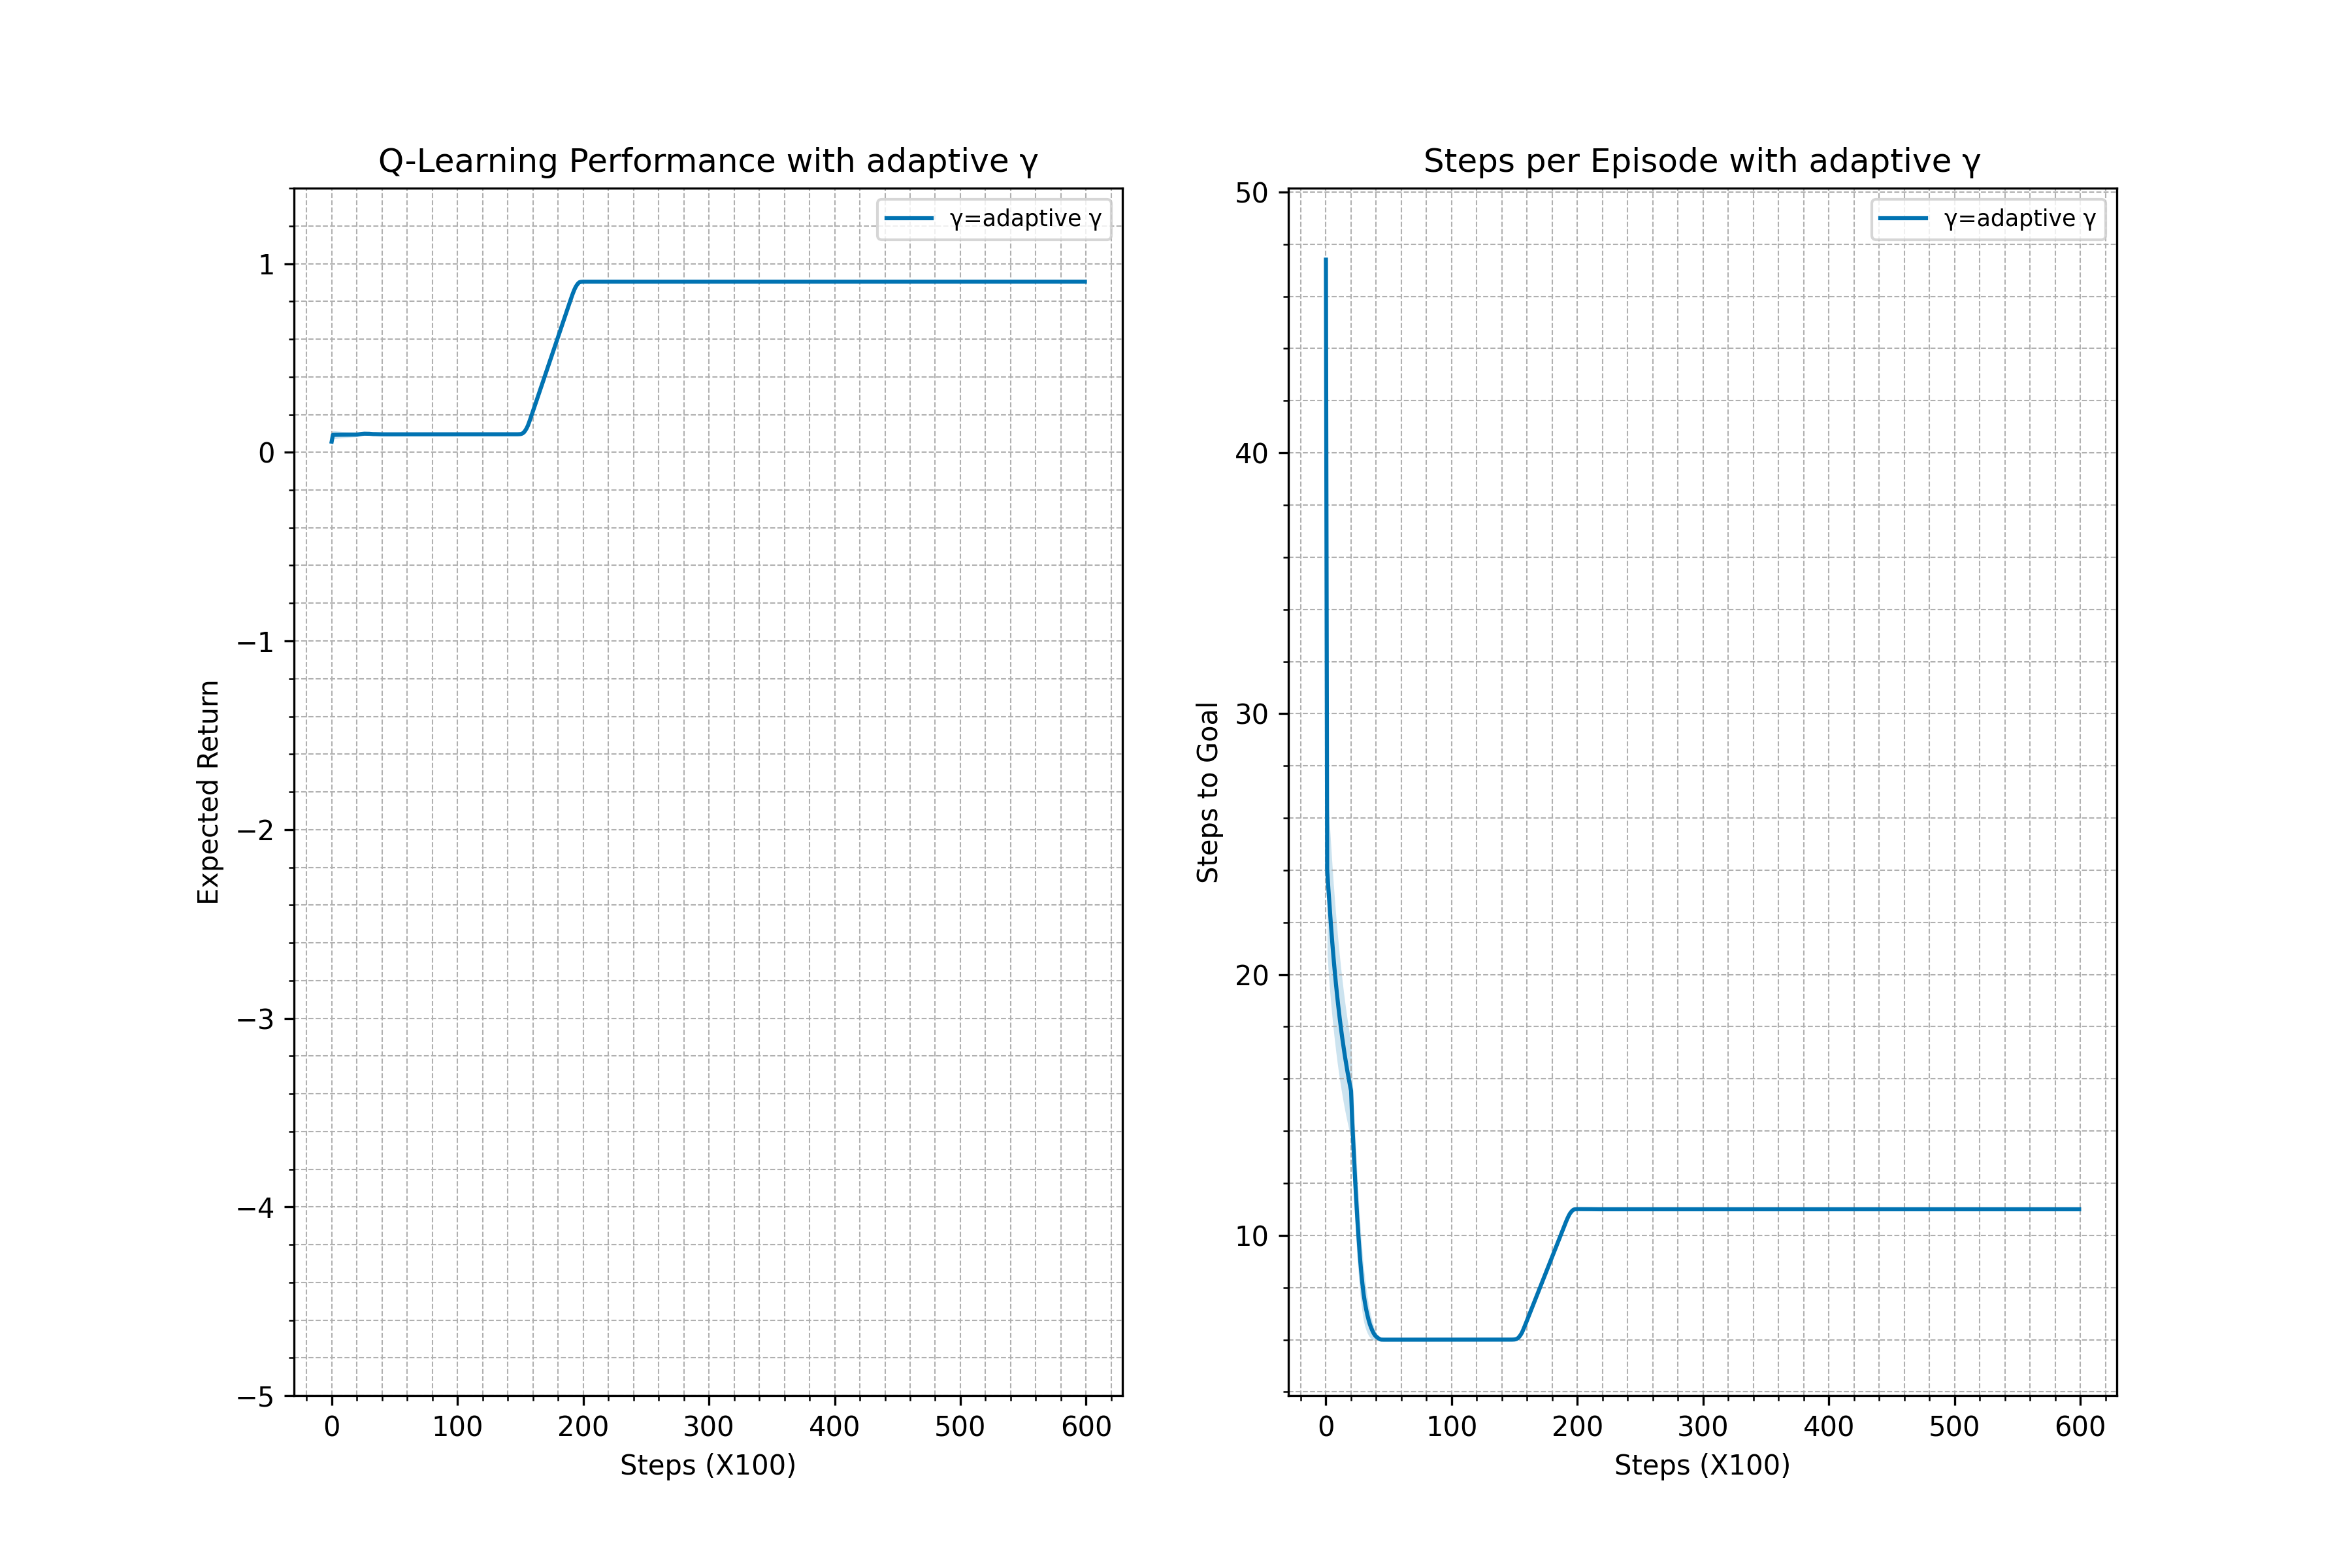 Q-Learning Performance with adaptive γ
γ=adaptive γ
1
0
−1
−2
−3
−4
−5
Expected Return
0 100 200 300 400 500 600
Steps (X100)
Steps per Episode with adaptive γ
γ=adaptive γ
50
40
30
20
10
Steps to Goal
0 100 200 300 400 500 600
Steps (X100)